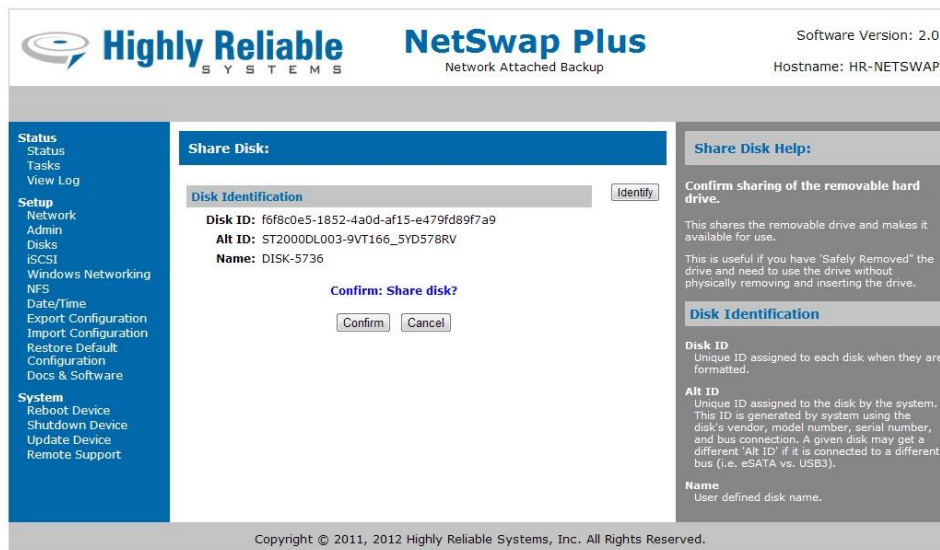 Highly Reliable
SYSTEMS
NetSwap Plus
Network Attached Backup
Software Version: 2.0
Hostname: HR-NETSWAP
Status
Status
Tasks
View Log
Setup
Network
Admin
Disks
iSCSI
Windows Networking
NFS
Date/Time
Export Configuration
Import Configuration
Restore Default
Configuration
Docs & Software
System
Reboot Device
Shutdown Device
Update Device
Remote Support
Share Disk:
Disk Identification
Identify
Disk ID: f6f8c0e5-1852-4a0d-af15-e479fd89f7a9
Alt ID: ST2000DL003-9VT166_5YD578RV
Name: DISK-5736
Confirm: Share disk?
Confirm Cancel
Share Disk Help:
Confirm sharing of the removable hard
drive.
This shares the removable drive and makes it
available for use.
This is useful if you have 'Safely Removed" the
drive and need to use the drive without
physically removing and inserting the drive.
Disk Identification
Disk ID
Unique ID assigned to each disk when they are
formatted.
Alt ID
Unique ID assigned to the disk by the system.
This ID is generated by system using the
disk's vendor, model number, serial number,
and bus connection. A given disk may get a
different 'Alt ID' if it is connected to a different
bus (i.e. eSATA vs. USB3).
Name
User defined disk name.
Copyright © 2011, 2012 Highly Reliable Systems, Inc. All Rights Reserved.